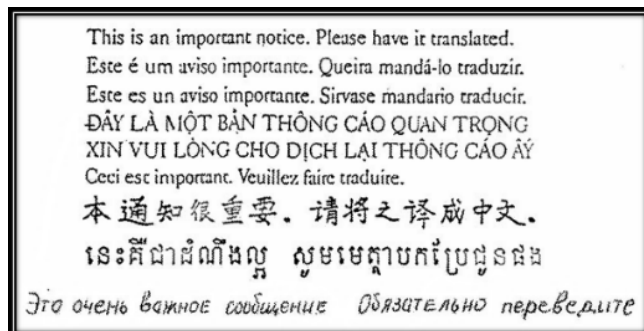 This is an important notice. Please have it translated.
Este é um aviso importante. Queira mandá-lo traduzir.
Este es un aviso importante. Sirvase mandario traducir.
ĐÂY LÀ MỘT BẢN THÔNG CÁO QUAN TRỌNG
XIN VUI LÒNG CHO DỊCH LẠI THÔNG CÁO ẤY
Ceci est important. Veuillez faire traduire.
本通知很重要。请将之译成中文。
នេះគឺជាដំណឹងល្អ សូមមេត្តាបកប្រែជូនផង
Это очень важное сообщение Обязательно переведите